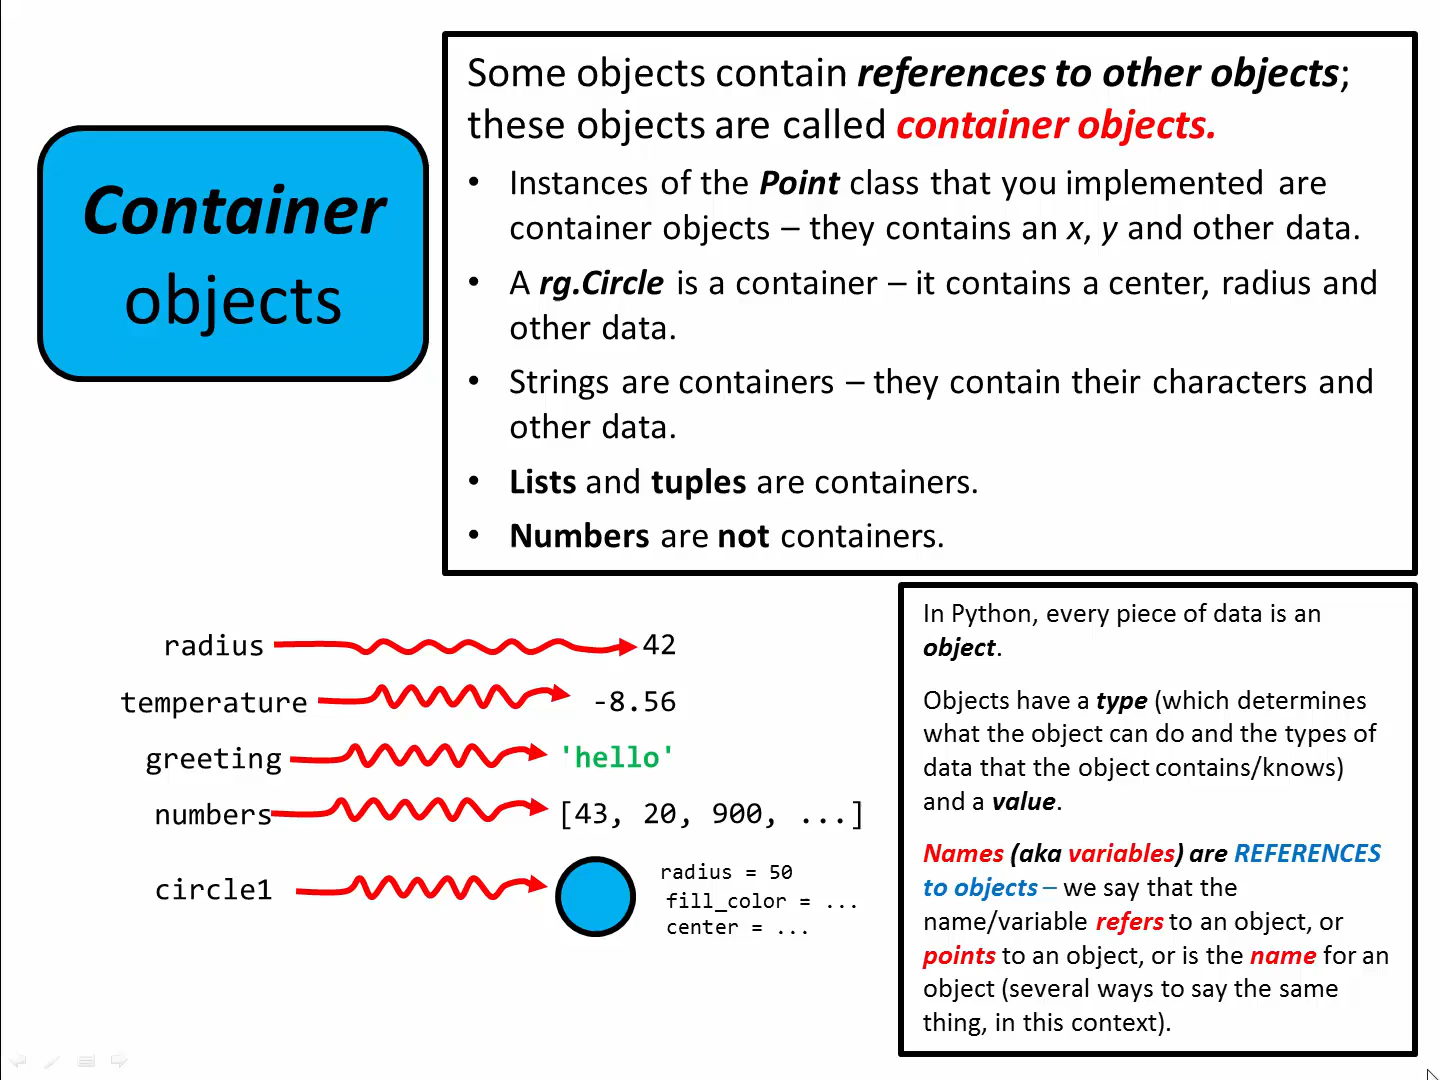 Container
objects
Some objects contain references to other objects;
these objects are called container objects.
• Instances of the Point class that you implemented are
container objects – they contains an x, y and other data.
• A rg.Circle is a container – it contains a center, radius and
other data.
• Strings are containers – they contain their characters and
other data.
• Lists and tuples are containers.
• Numbers are not containers.
radius 42
temperature -8.56
greeting 'hello'
numbers [43, 20, 900, ...]
circle1
radius = 50
fill_color = ...
center = ...
In Python, every piece of data is an
object.
Objects have a type (which determines
what the object can do and the types of
data that the object contains/knows)
and a value.
Names (aka variables) are REFERENCES
to objects – we say that the
name/variable refers to an object, or
points to an object, or is the name for an
object (several ways to say the same
thing, in this context).